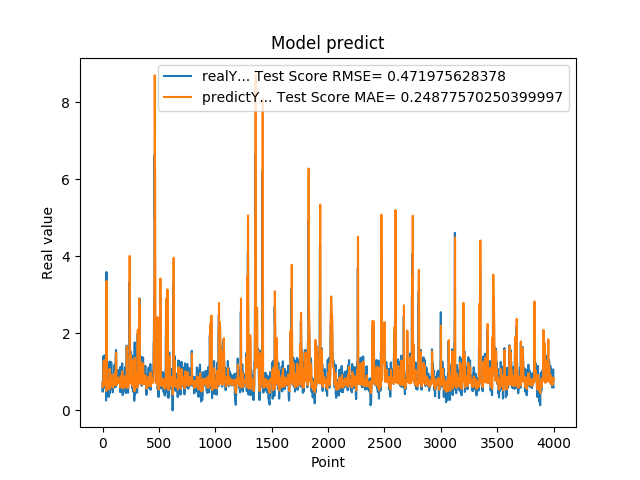 Model predict
realY... Test Score RMSE= 0.471975628378
predictY... Test Score MAE= 0.24877570250399997
Real value
8
6
4
2
0
0 500 1000 1500 2000 2500 3000 3500 4000
Point